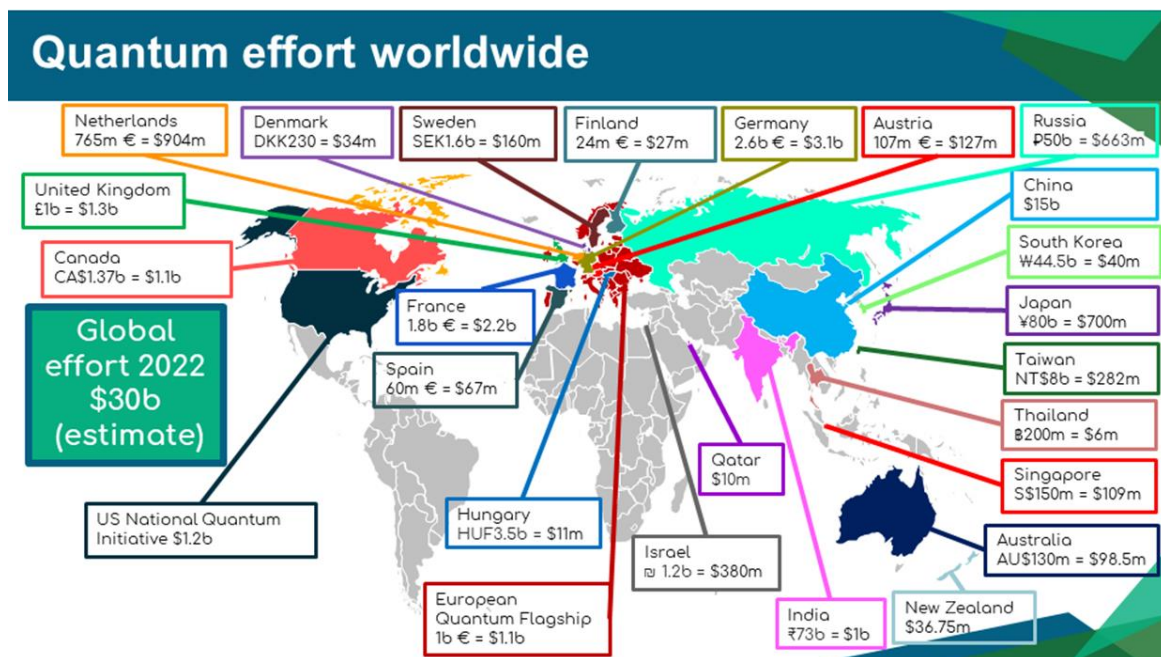 Quantum effort worldwide
Netherlands
765m € = $904m
Denmark
DKK230 = $34m
Sweden
SEK1.6b = $160m
Finland
24m € = $27m
Germany
2.6b € = $3.1b
Austria
107m € = $127m
Russia
₽50b = $663m
United Kingdom
£1b = $1.3b
China
$15b
Canada
CA$1.37b = $1.1b
South Korea
₩44.5b = $40m
France
1.8b € = $2.2b
Japan
¥80b = $700m
Global
effort 2022
$30b
(estimate)
Spain
60m € = $67m
Taiwan
NT$8b = $282m
Thailand
฿200m = $6m
Qatar
$10m
Singapore
S$150m = $109m
US National Quantum
Initiative $1.2b
Hungary
HUF3.5b = $11m
Israel
₪ 1.2b = $380m
Australia
AU$130m = $98.5m
European
Quantum Flagship
1b € = $1.1b
India
₹73b = $1b
New Zealand
$36.75m